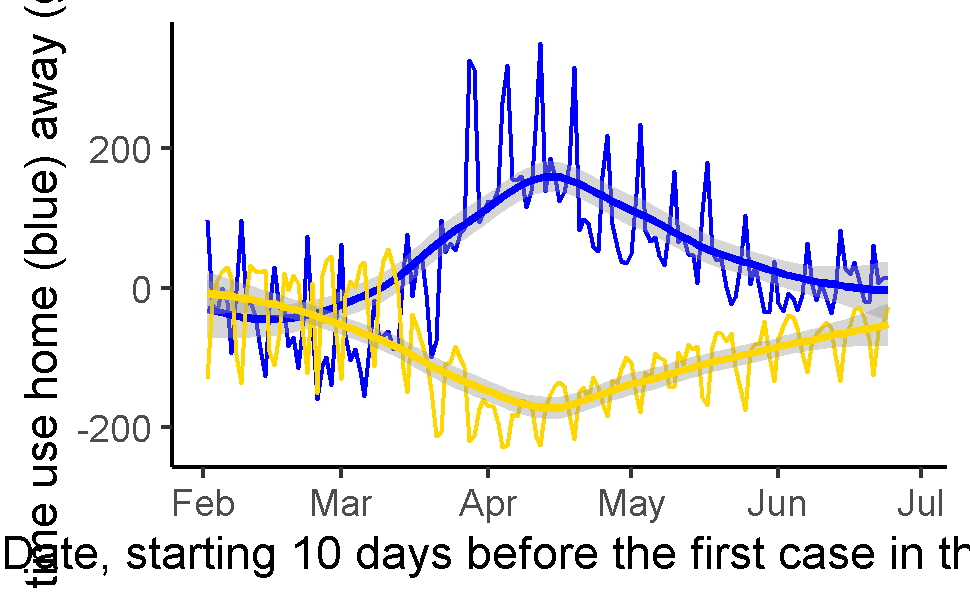 time use home (blue) away (g
200
0
-200
Feb Mar Apr May Jun Jul
Date, starting 10 days before the first case in th